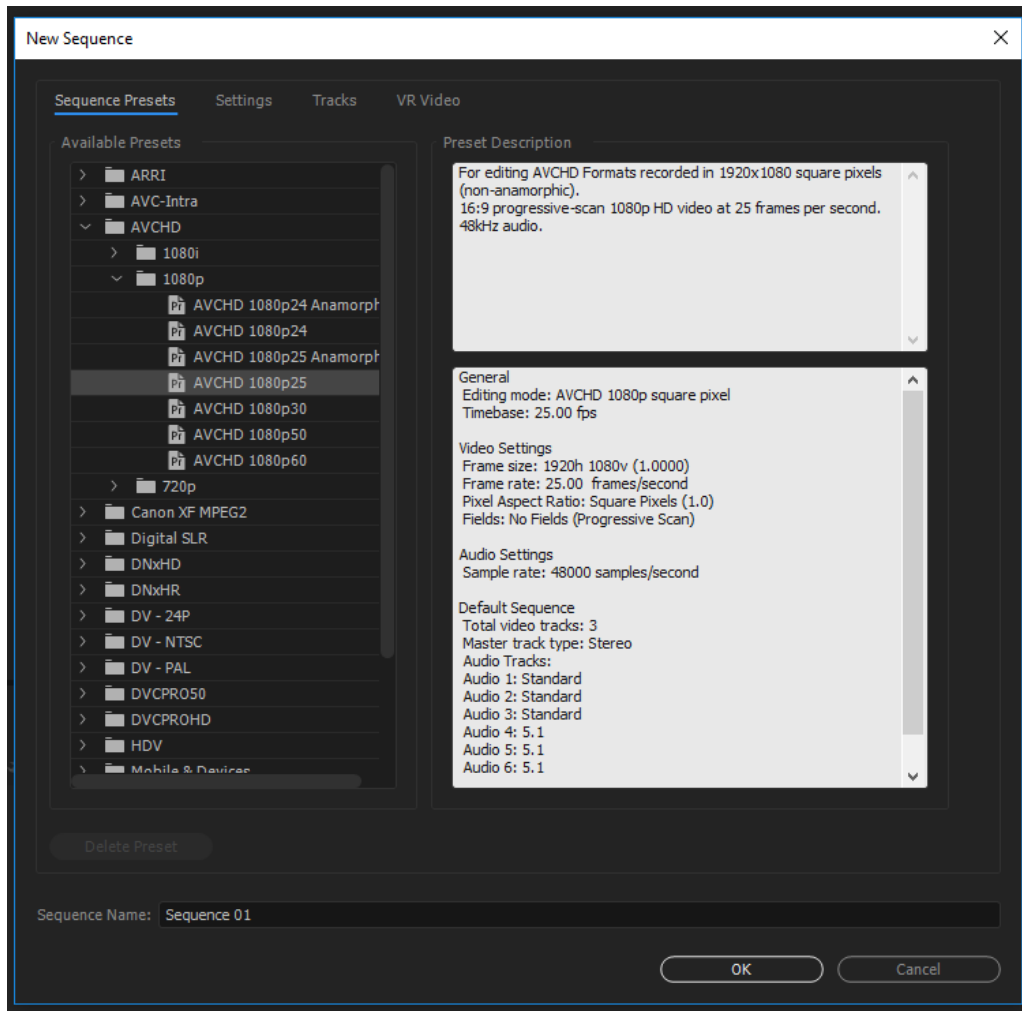 New Sequence
Sequence Presets Settings Tracks VR Video
Available Presets
ARRI
AVC-Intra
AVCHD
1080i
1080p
AVCHD 1080p24 Anamorph
AVCHD 1080p24
AVCHD 1080p25 Anamorph
AVCHD 1080p25
AVCHD 1080p30
AVCHD 1080p50
AVCHD 1080p60
720p
Canon XF MPEG2
Digital SLR
DNxHD
DNxHR
DV - 24P
DV - NTSC
DV - PAL
DVCPRO50
DVCPROHD
HDV
Mobile & Devices
Preset Description
For editing AVCHD Formats recorded in 1920x1080 square pixels
(non-anamorphic).
16:9 progressive-scan 1080p HD video at 25 frames per second.
48kHz audio.
General
Editing mode: AVCHD 1080p square pixel
Timebase: 25.00 fps
Video Settings
Frame size: 1920h 1080v (1.0000)
Frame rate: 25.00 frames/second
Pixel Aspect Ratio: Square Pixels (1.0)
Fields: No Fields (Progressive Scan)
Audio Settings
Sample rate: 48000 samples/second
Default Sequence
Total video tracks: 3
Master track type: Stereo
Audio Tracks:
Audio 1: Standard
Audio 2: Standard
Audio 3: Standard
Audio 4: 5.1
Audio 5: 5.1
Audio 6: 5.1
Delete Preset
Sequence Name: Sequence 01
OK Cancel